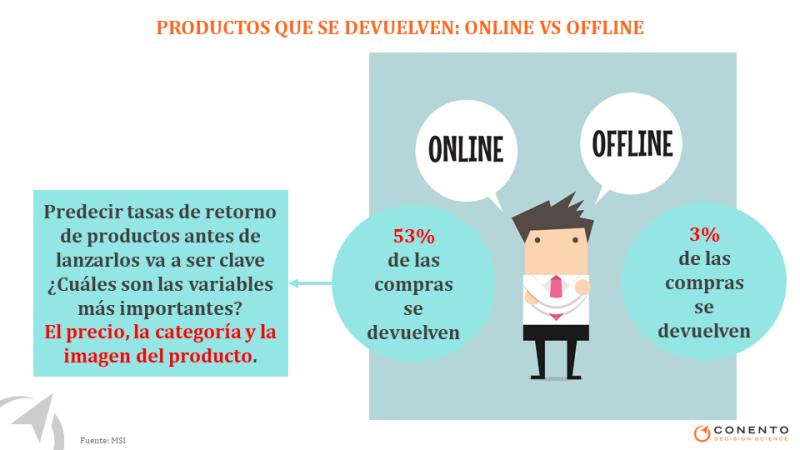 PRODUCTOS QUE SE DEVUELVEN: ONLINE VS OFFLINE
ONLINE
OFFLINE
Predecir tasas de retorno
de productos antes de
lanzarlos va a ser clave
¿Cuáles son las variables
más importantes?
El precio, la categoría y la
imagen del producto.
53%
de las
compras
se
devuelven
3%
de las
compras
se
devuelven
Fuente: MSI
CONENTO
DECISION SCIENCE